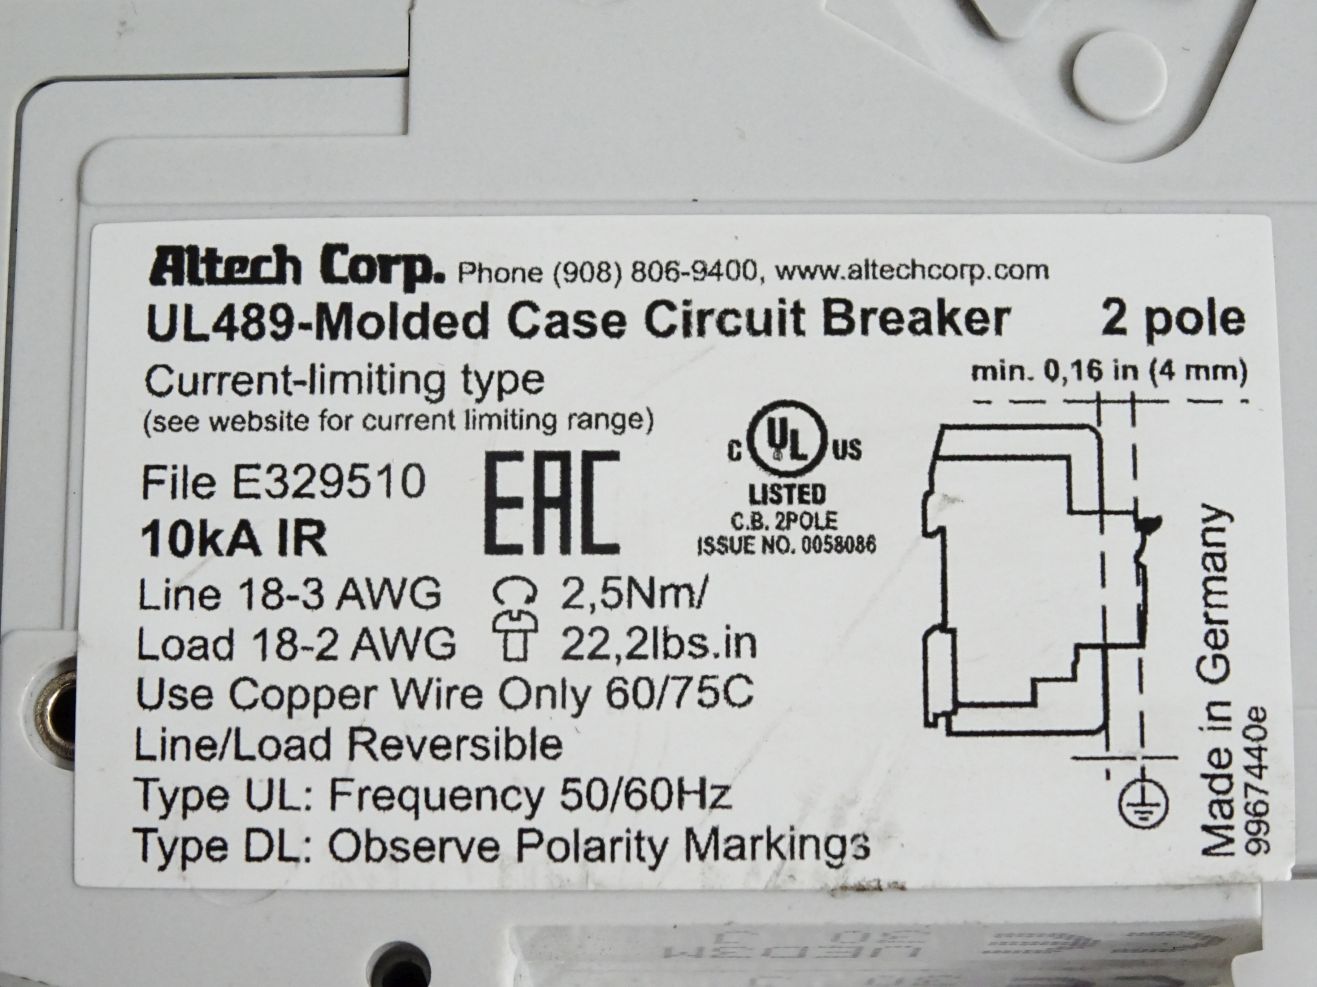 Altech Corp. Phone (908) 806-9400, www.altechcorp.com
UL489-Molded Case Circuit Breaker 2 pole
Current-limiting type
(see website for current limiting range)
min. 0,16 in (4 mm)
File E329510
10kA IR
EAC
C UL US
LISTED
C.B. 2POLE
ISSUE NO. 0058086
Line 18-3 AWG 2,5Nm/
Load 18-2 AWG 22,2lbs.in
Use Copper Wire Only 60/75C
Line/Load Reversible
Type UL: Frequency 50/60Hz
Type DL: Observe Polarity Markings
Made in Germany
9967440e